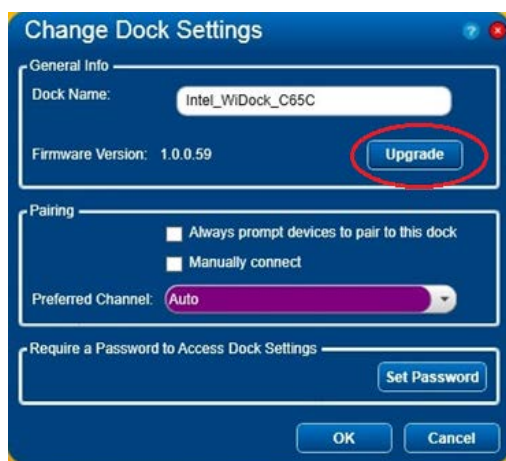 Change Dock Settings
?
General Info
Dock Name:
Intel_WiDock_C65C
Firmware Version: 1.0.0.59
Upgrade
Pairing
Always prompt devices to pair to this dock
Manually connect
Preferred Channel: Auto
Require a Password to Access Dock Settings
Set Password
OK
Cancel